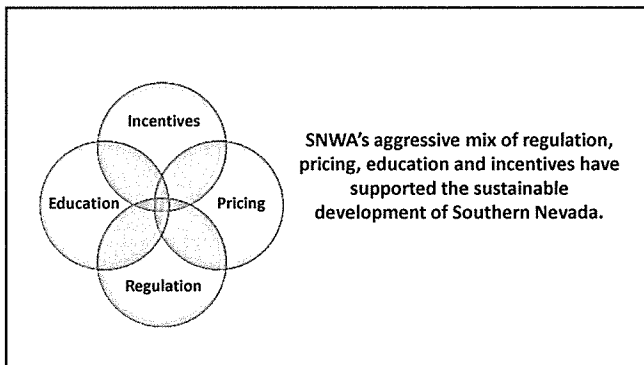 Incentives
Education
Pricing
Regulation
SNWA's aggressive mix of regulation,
pricing, education and incentives have
supported the sustainable
development of Southern Nevada.